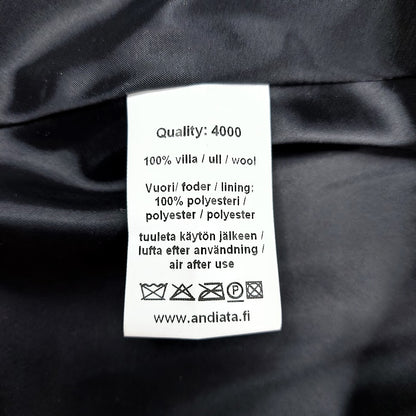 Quality: 4000
100% villa / ull / wool
Vuori/ foder / lining:
100% polyesteri /
polyester / polyester
tuuleta käytön jälkeen /
lufta efter användning /
air after use
P
www.andiata.fi